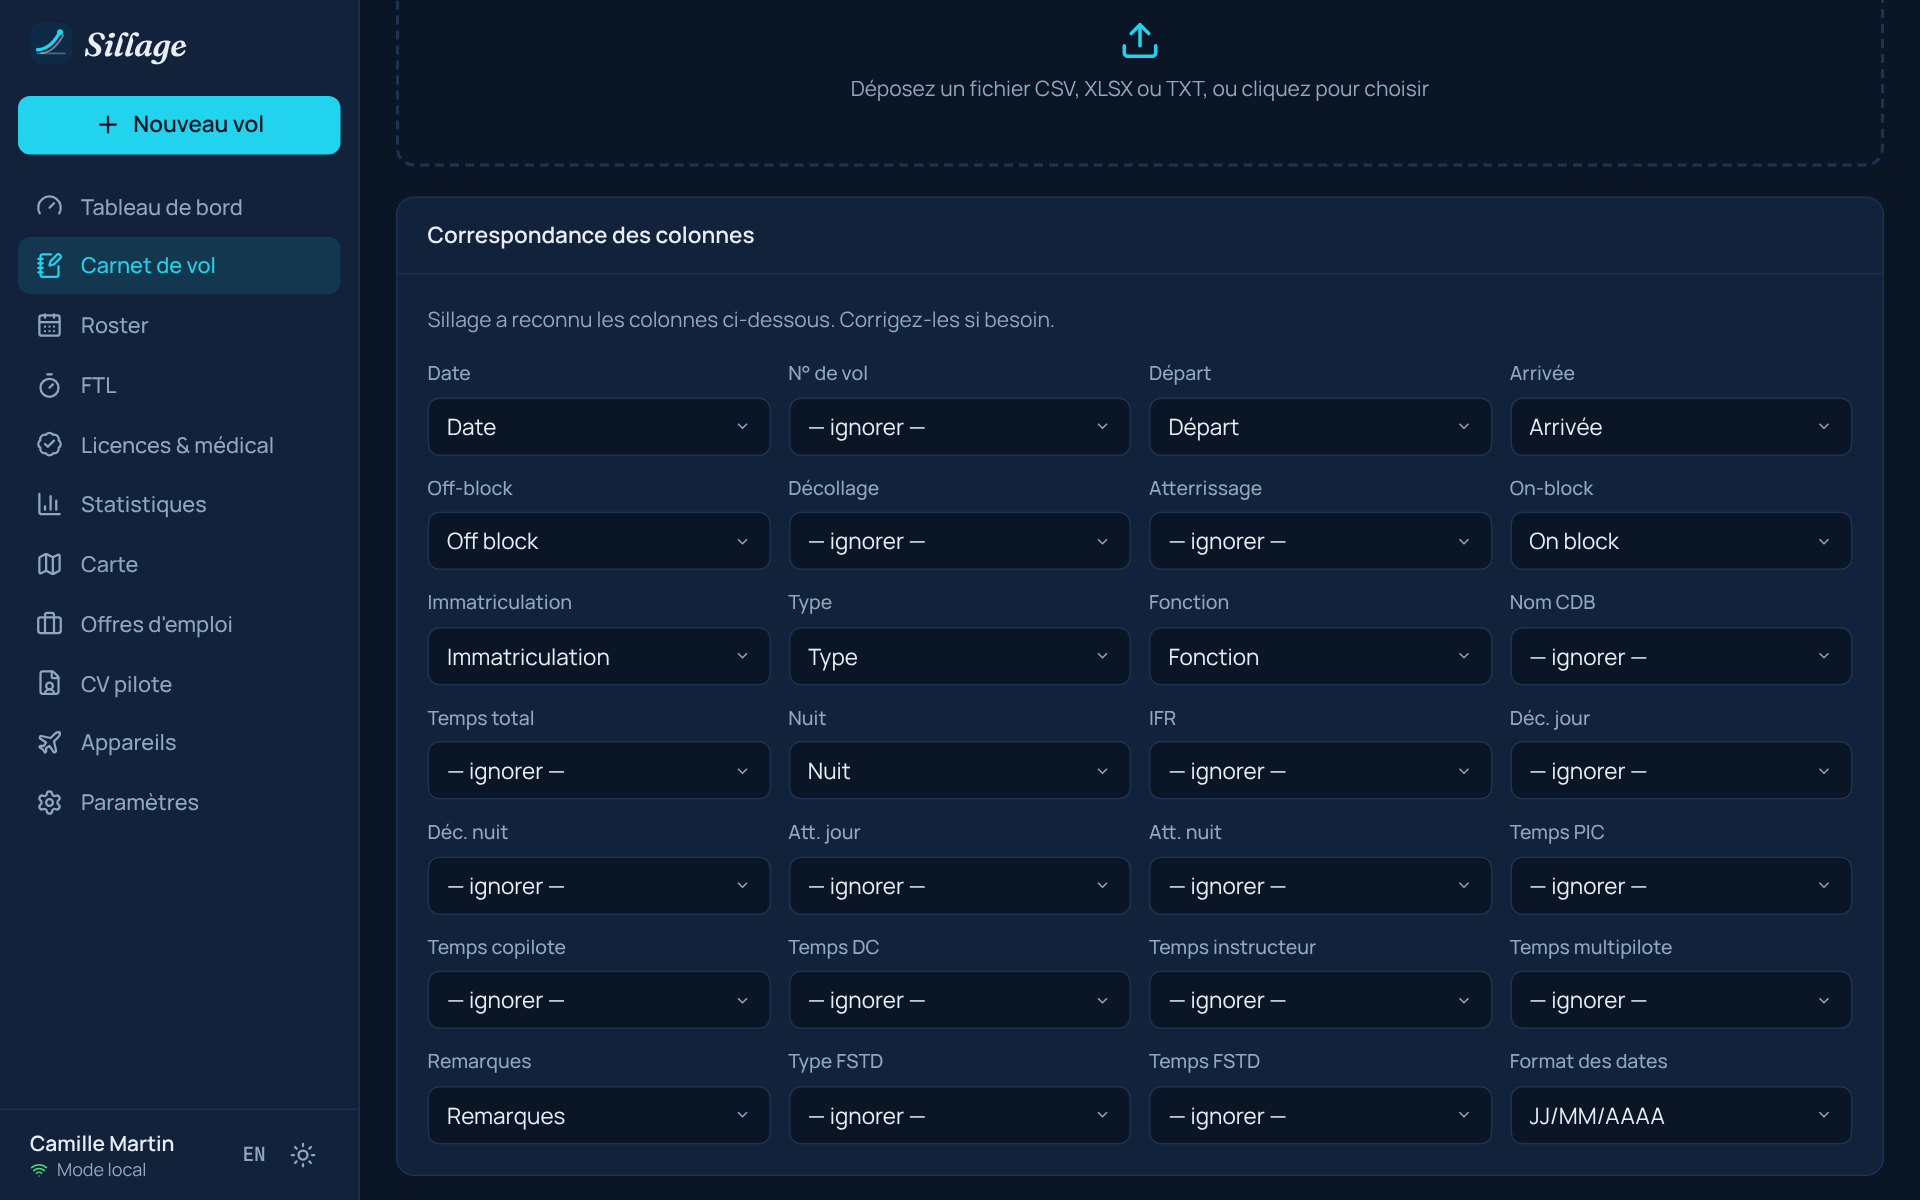 Sillage
Nouveau vol
Tableau de bord
Carnet de vol
Roster
FTL
Licences & médical
Statistiques
Carte
Offres d'emploi
CV pilote
Appareils
Paramètres
Camille Martin
Mode local
EN
Déposez un fichier CSV, XLSX ou TXT, ou cliquez pour choisir
Correspondance des colonnes
Sillage a reconnu les colonnes ci-dessous. Corrigez-les si besoin.
Date N° de vol Départ Arrivée
Date — ignorer — Départ Arrivée
Off-block Décollage Atterrissage On-block
Off block — ignorer — — ignorer — On block
Immatriculation Type Fonction Nom CDB
Immatriculation Type Fonction — ignorer —
Temps total Nuit IFR Déc. jour
— ignorer — Nuit — ignorer — — ignorer —
Déc. nuit Att. jour Att. nuit Temps PIC
— ignorer — — ignorer — — ignorer — — ignorer —
Temps copilote Temps DC Temps instructeur Temps multipilote
— ignorer — — ignorer — — ignorer — — ignorer —
Remarques Type FSTD Temps FSTD Format des dates
Remarques — ignorer — — ignorer — JJ/MM/AAAA